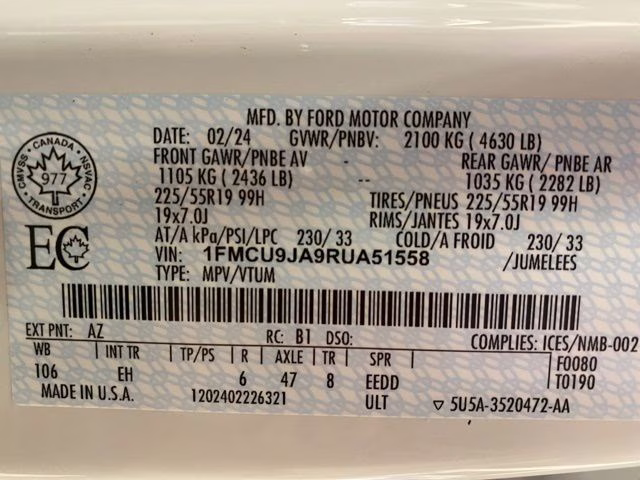 MFD. BY FORD MOTOR COMPANY
DATE: 02/24 GVWR/PNBV: 2100 KG ( 4630 LB)
FRONT GAWR/PNBE AV - REAR GAWR/ PNBE AR
1105 KG ( 2436 LB) -- 1035 KG ( 2282 LB)
225/55R19 99H TIRES/PNEUS 225/55R19 99H
19x7.0J RIMS/JANTES 19x7.0J
AT/A kPa/PSI/LPC 230/ 33 COLD/A FROID 230/ 33
VIN: 1FMCU9JA9RUA51558 /JUMELEES
TYPE: MPV/VTUM
CMVSS • CANADA • NSVAC
977
TRANSPORT
EC
EXT PNT: AZ RC: B1 DSO: COMPLIES: ICES/NMB-002
WB INT TR TP/PS R AXLE TR SPR F0080
106 EH 6 47 8 EEDD T0190
MADE IN U.S.A. 1202402226321 ULT ▽ 5U5A-3520472-AA